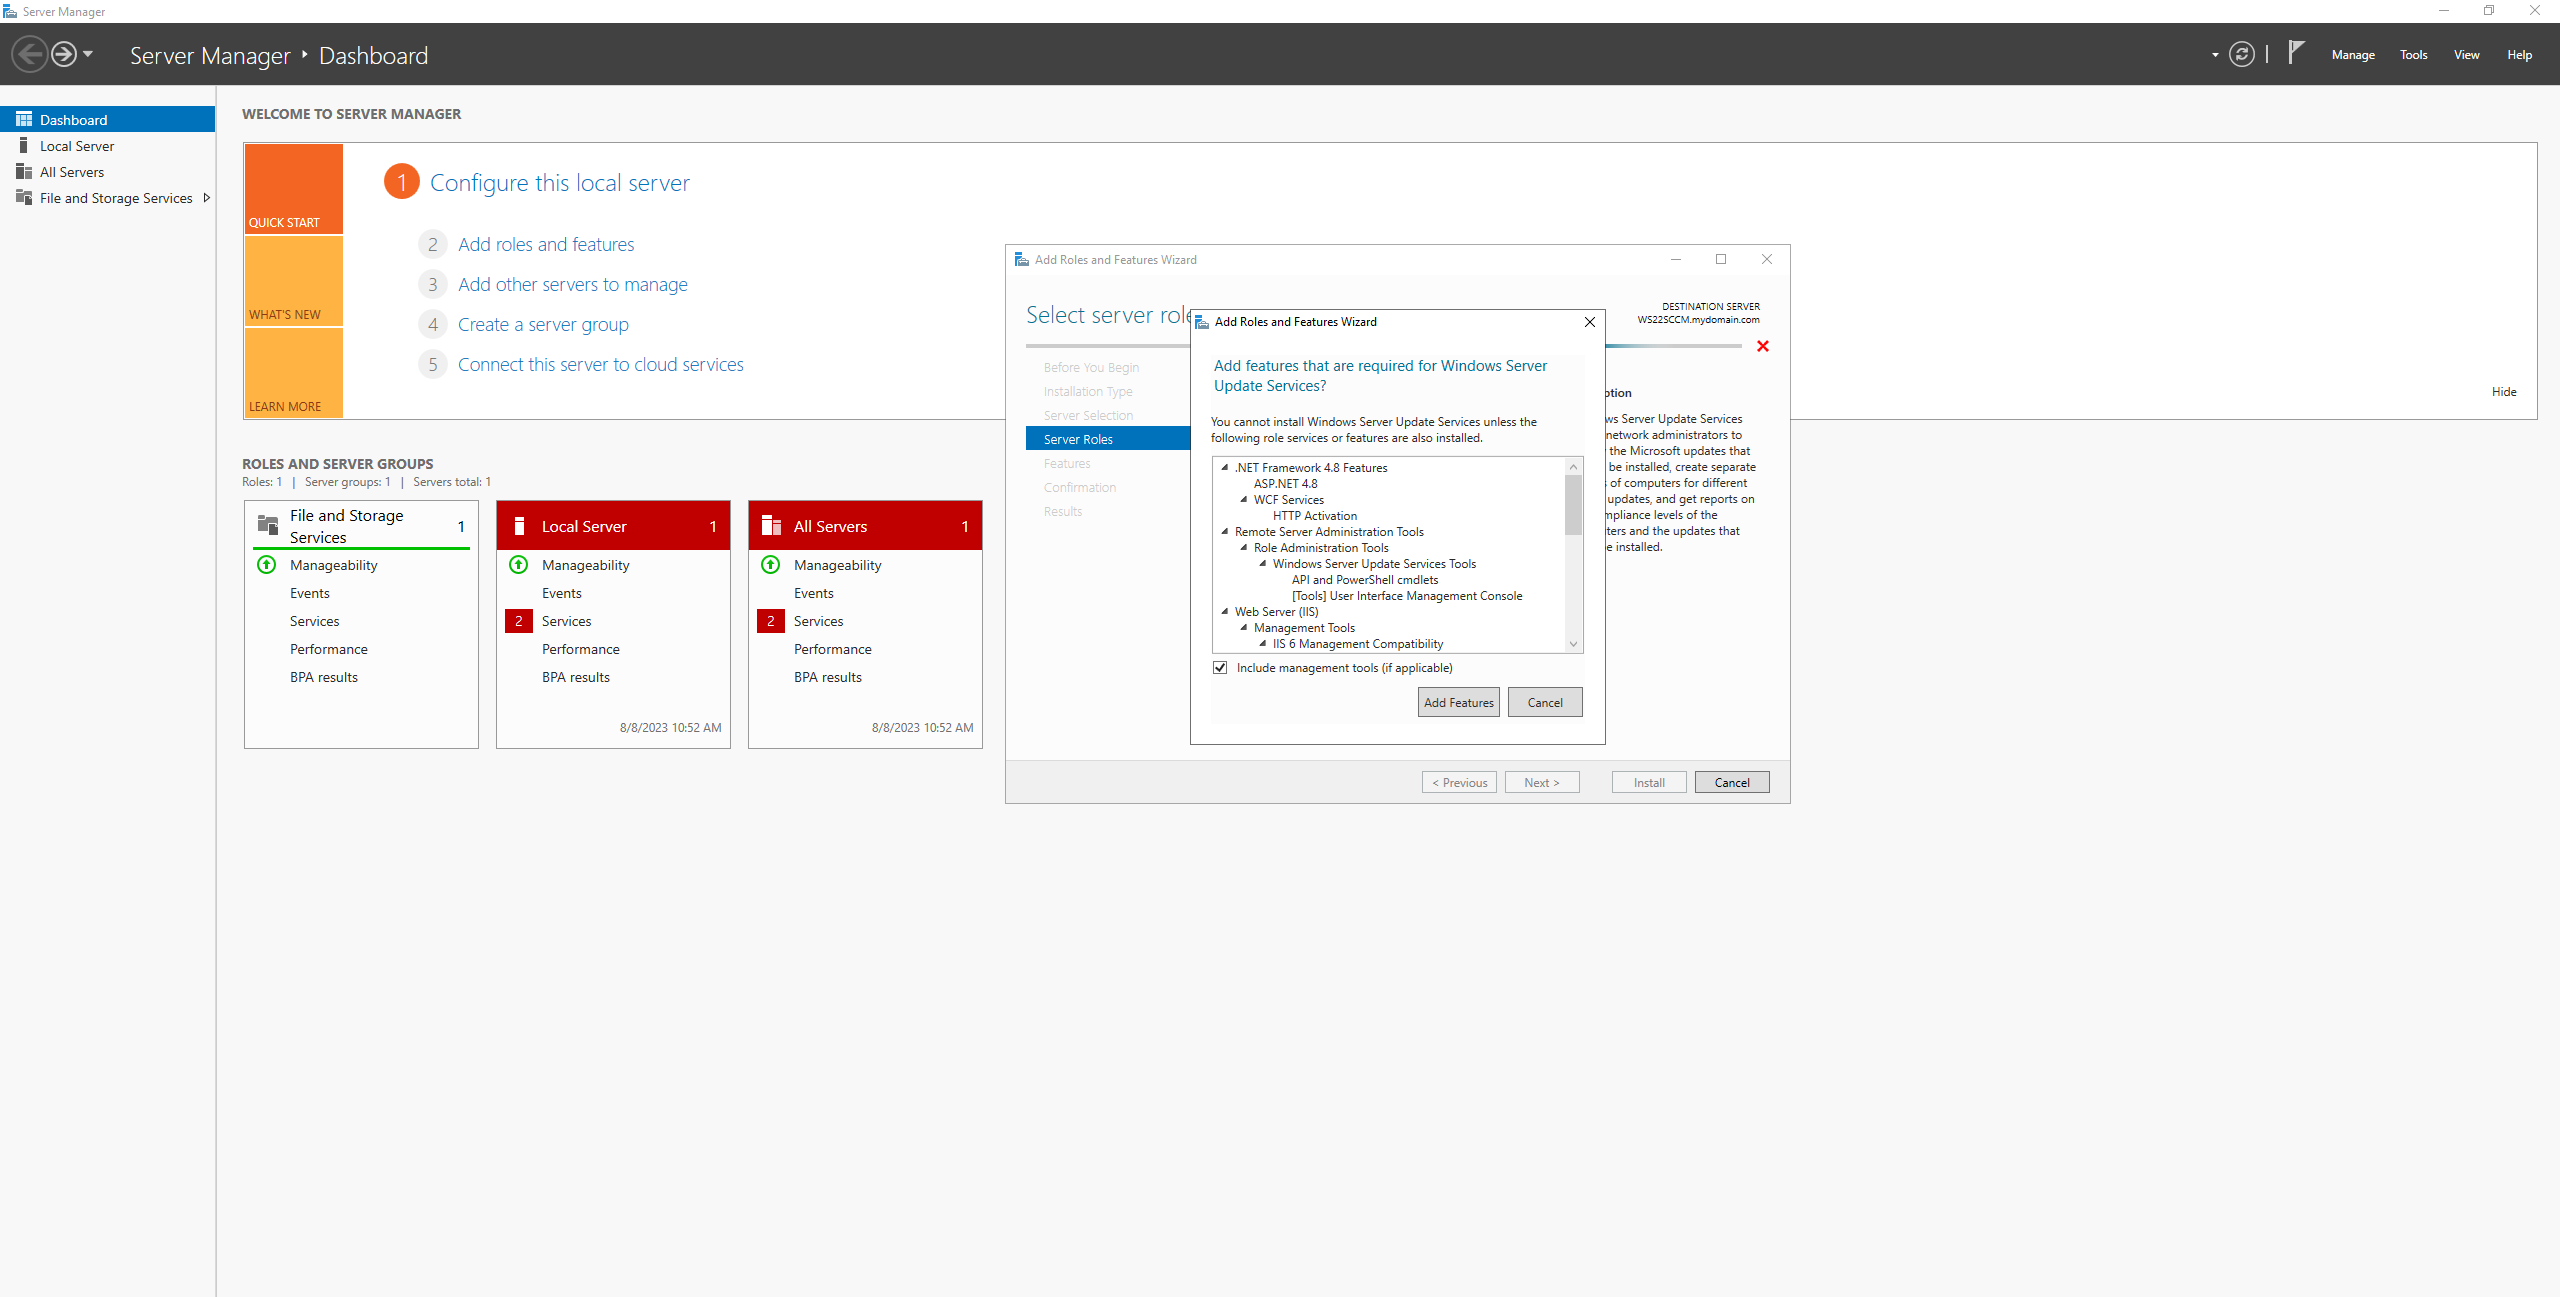 Server Manager
Server Manager ‣ Dashboard
Manage Tools View Help
Dashboard
Local Server
All Servers
File and Storage Services
WELCOME TO SERVER MANAGER
QUICK START
WHAT'S NEW
LEARN MORE
1 Configure this local server
2 Add roles and features
3 Add other servers to manage
4 Create a server group
5 Connect this server to cloud services
Hide
ROLES AND SERVER GROUPS
Roles: 1 | Server groups: 1 | Servers total: 1
File and Storage
Services
1
Manageability
Events
Services
Performance
BPA results
Local Server 1
Manageability
Events
2 Services
Performance
BPA results
8/8/2023 10:52 AM
All Servers 1
Manageability
Events
2 Services
Performance
BPA results
8/8/2023 10:52 AM
Add Roles and Features Wizard
Select server role
DESTINATION SERVER
WS22SCCM.mydomain.com
Before You Begin
Installation Type
Server Selection
Server Roles
Features
Confirmation
Results
Add Roles and Features Wizard
Add features that are required for Windows Server
Update Services?
You cannot install Windows Server Update Services unless the
following role services or features are also installed.
.NET Framework 4.8 Features
ASP.NET 4.8
WCF Services
HTTP Activation
Remote Server Administration Tools
Role Administration Tools
Windows Server Update Services Tools
API and PowerShell cmdlets
[Tools] User Interface Management Console
Web Server (IIS)
Management Tools
IIS 6 Management Compatibility
Include management tools (if applicable)
Add Features Cancel
ption
ws Server Update Services
network administrators to
the Microsoft updates that
be installed, create separate
of computers for different
updates, and get reports on
mpliance levels of the
ters and the updates that
e installed.
< Previous Next > Install Cancel